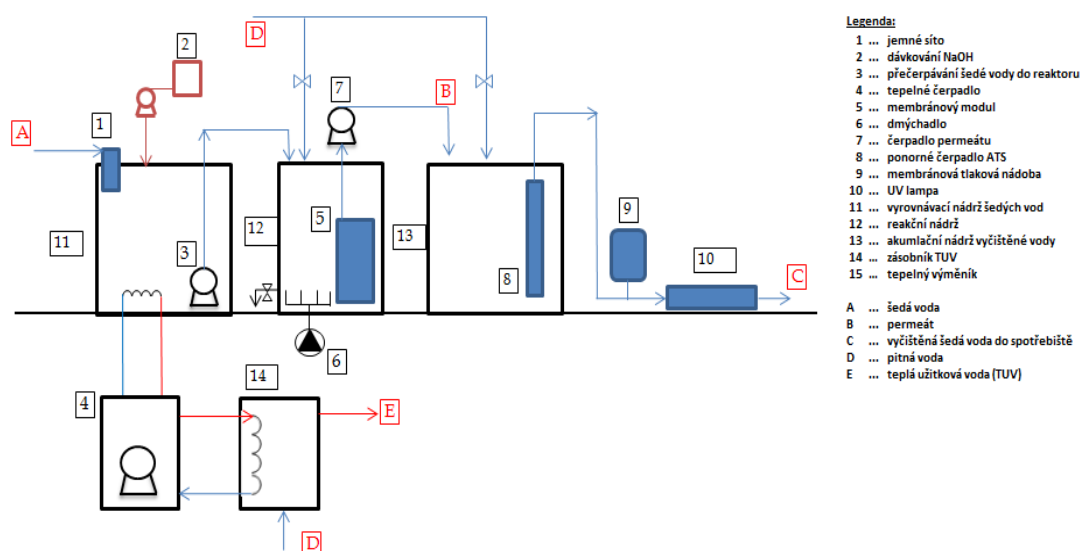 D
2
7
B
A
1
12
5
13
9
11
3
8
10
C
6
14
4
E
D
Legenda:
1 ... jemné síto
2 ... dávkování NaOH
3 ... přečerpávání šedé vody do reaktoru
4 ... tepelné čerpadlo
5 ... membránový modul
6 ... dmýchadlo
7 ... čerpadlo permeátu
8 ... ponorné čerpadlo ATS
9 ... membránová tlaková nádoba
10 ... UV lampa
11 ... vyrovnávací nádrž šedých vod
12 ... reakční nádrž
13 ... akumlační nádrž vyčištěné vody
14 ... zásobník TUV
15 ... tepelný výměník
A ... šedá voda
B ... permeát
C ... vyčištěná šedá voda do spotřebiště
D ... pitná voda
E ... teplá užitková voda (TUV)